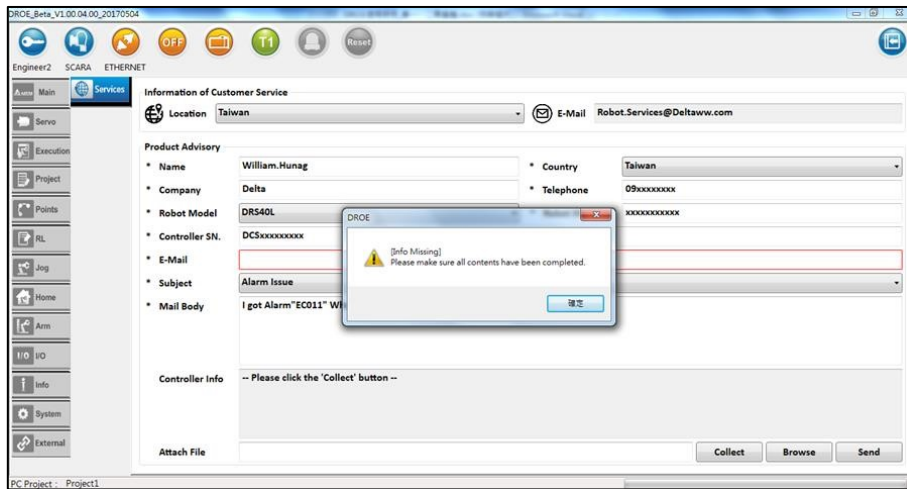 DROE_Beta_V1.00.04.00_20170504
OFF
T1
Reset
Engineer2 SCARA ETHERNET
Main
Services
Servo
Execution
Project
Points
RL
Jog
Home
Arm
I/O I/O
Info
System
External
Information of Customer Service
Location Taiwan
E-Mail Robot.Services@Deltaww.com
Product Advisory
* Name William.Hunag * Country Taiwan
* Company Delta * Telephone 09xxxxxxxx
* Robot Model DRS40L xxxxxxxxxxx
* Controller SN. DCSxxxxxxxxx
* E-Mail
* Subject Alarm Issue
* Mail Body I got Alarm"EC011"
DROE
[Info Missing]
Please make sure all contents have been completed.
確定
Controller Info -- Please click the 'Collect' button --
Attach File Collect Browse Send
PC Project : Project1